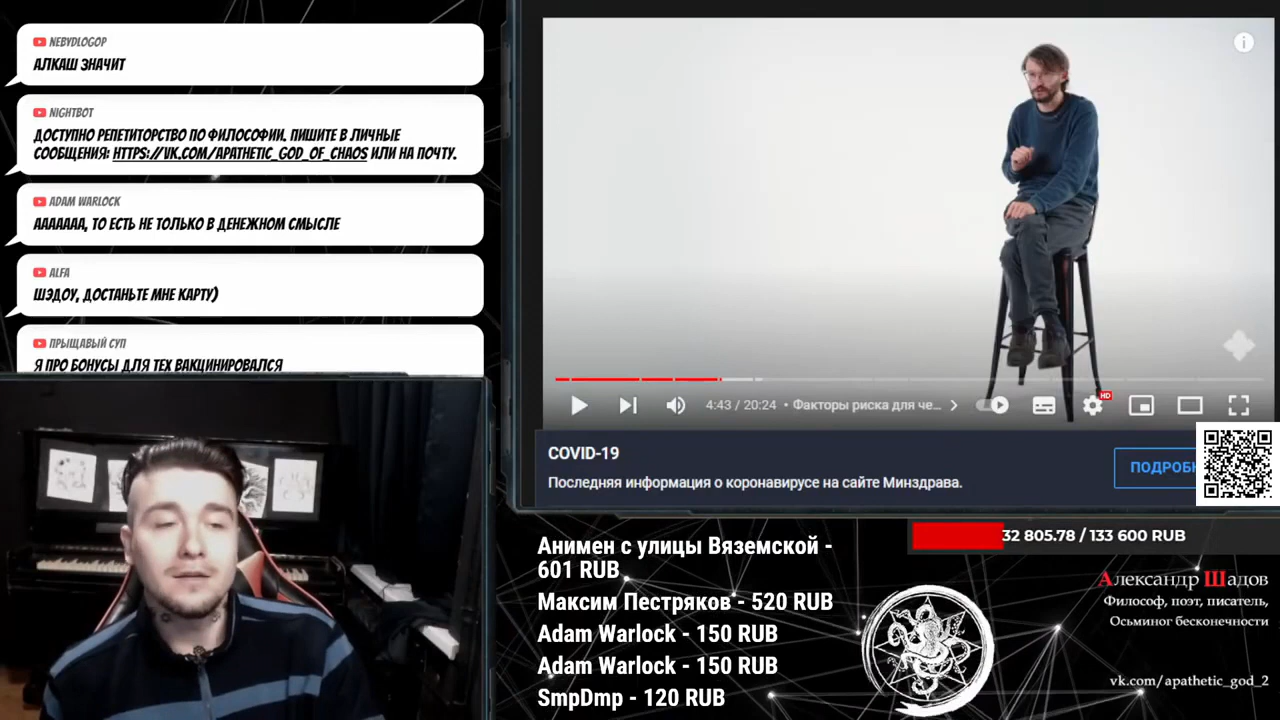 NEBYDLOGOP
АЛКАШ ЗНАЧИТ
NIGHTBOT
ДОСТУПНО РЕПЕТИТОРСТВО ПО ФИЛОСОФИИ. ПИШИТЕ В ЛИЧНЫЕ
СООБЩЕНИЯ: HTTPS://VK.COM/APATHETIC_GOD_OF_CHAOS ИЛИ НА ПОЧТУ.
ADAM WARLOCK
АААААAA, ТО ЕСТЬ НЕ ТОЛЬКО В ДЕНЕЖНОМ СМЫСЛЕ
ALFA
ШЭДОУ, ДОСТАНЬТЕ МНЕ КАРТУ)
ПРЫЩАВЫЙ СУП
Я ПРО БОНУСЫ ДЛЯ ТЕХ ВАКЦИНИРОВАЛСЯ
4:43 / 20:24 • Факторы риска для че...
HD
COVID-19
Последняя информация о коронавирусе на сайте Минздрава.
ПОДРОБН
32 805.78 / 133 600 RUB
Анимен с улицы Вяземской -
601 RUB
Максим Пестряков - 520 RUB
Adam Warlock - 150 RUB
Adam Warlock - 150 RUB
SmpDmp - 120 RUB
Александр Шадов
Философ, поэт, писатель,
Осьминог бесконечности
vk.com/apathetic_god_2